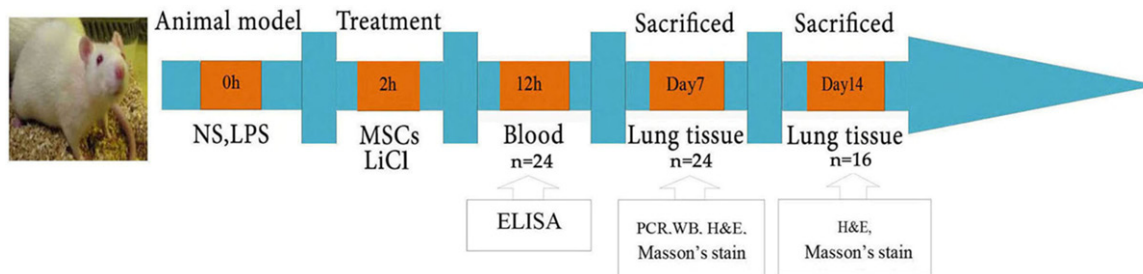 Animal model
Treatment
Sacrificed
Sacrificed
0h
2h
12h
Day7
Day14
NS,LPS
MSCs
LiCl
Blood
n=24
Lung tissue
n=24
Lung tissue
n=16
ELISA
PCR.WB. H&E.
Masson's stain
H&E,
Masson's stain